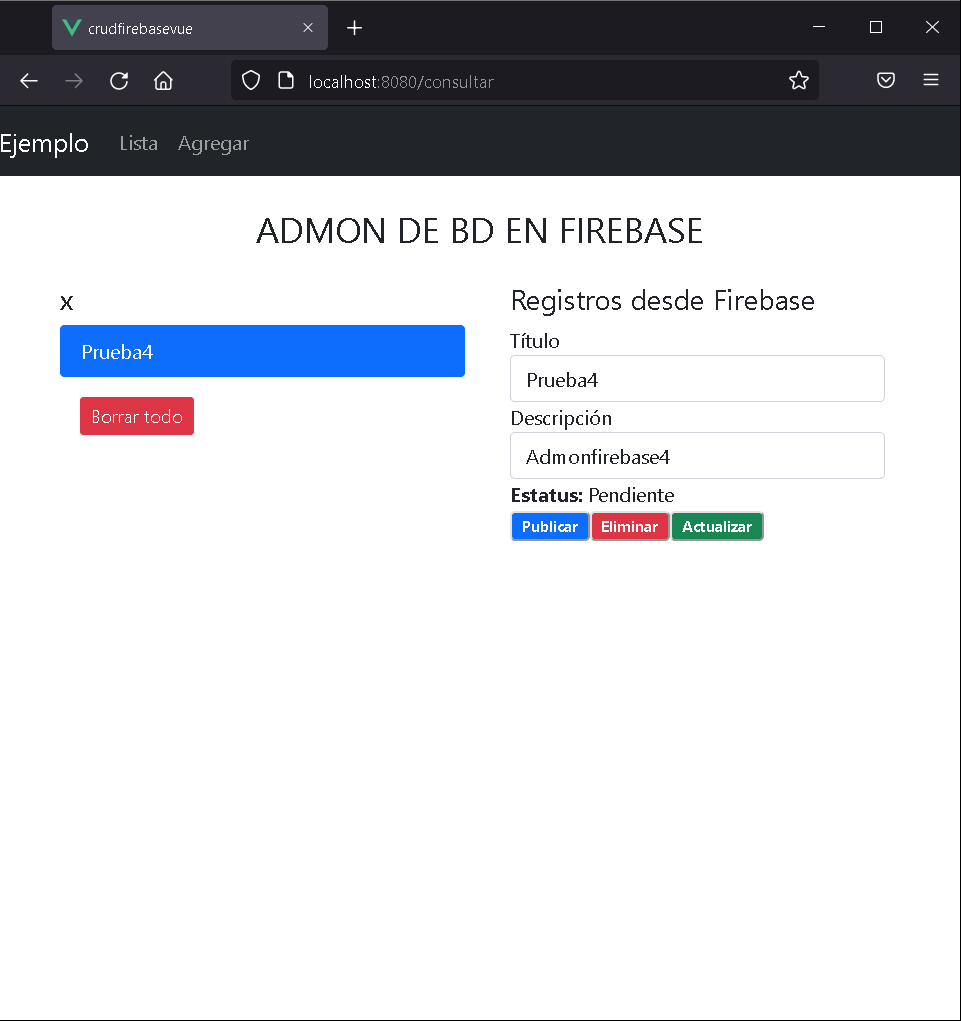 crudfirebasevue
localhost:8080/consultar
Ejemplo Lista Agregar
ADMON DE BD EN FIREBASE
x
Prueba4
Borrar todo
Registros desde Firebase
Título
Prueba4
Descripción
Admonfirebase4
Estatus: Pendiente
Publicar Eliminar Actualizar